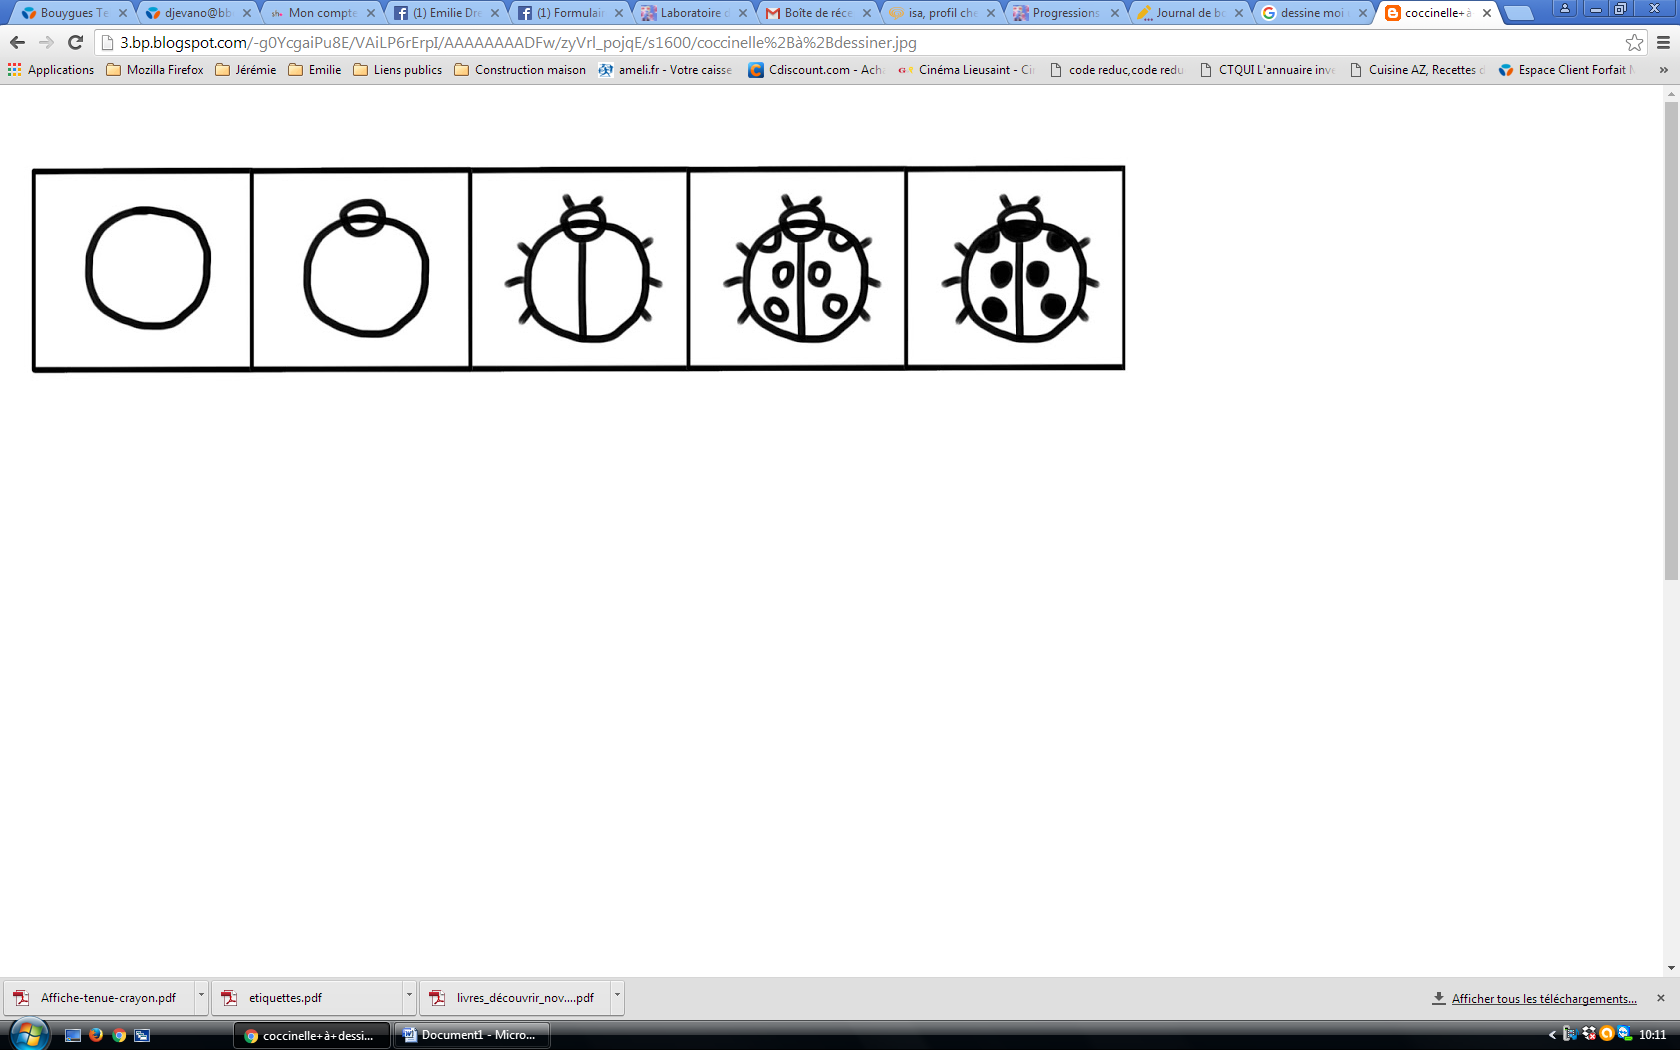 Bouygues Te
djevano@bb
Mon compte
(1) Emilie Dre
(1) Formulair
Laboratoire d
Boîte de réce
isa, profil che
Progressions
Journal de bo
dessine moi
coccinelle+à
3.bp.blogspot.com/-g0YcgaiPu8E/VAiLP6rErpI/AAAAAAAADFw/zyVrl_pojqE/s1600/coccinelle%2Bà%2Bdessiner.jpg
Applications
Mozilla Firefox
Jérémie
Emilie
Liens publics
Construction maison
ameli.fr - Votre caisse
Cdiscount.com - Ach
Cinéma Lieusaint - Ci
code reduc,code redu
CTQUI L'annuaire inve
Cuisine AZ, Recettes d
Espace Client Forfait
»
Affiche-tenue-crayon.pdf
etiquettes.pdf
livres_découvrir_nov....pdf
Afficher tous les téléchargements...
coccinelle+à+dessi...
Document1 - Micro...
10:11